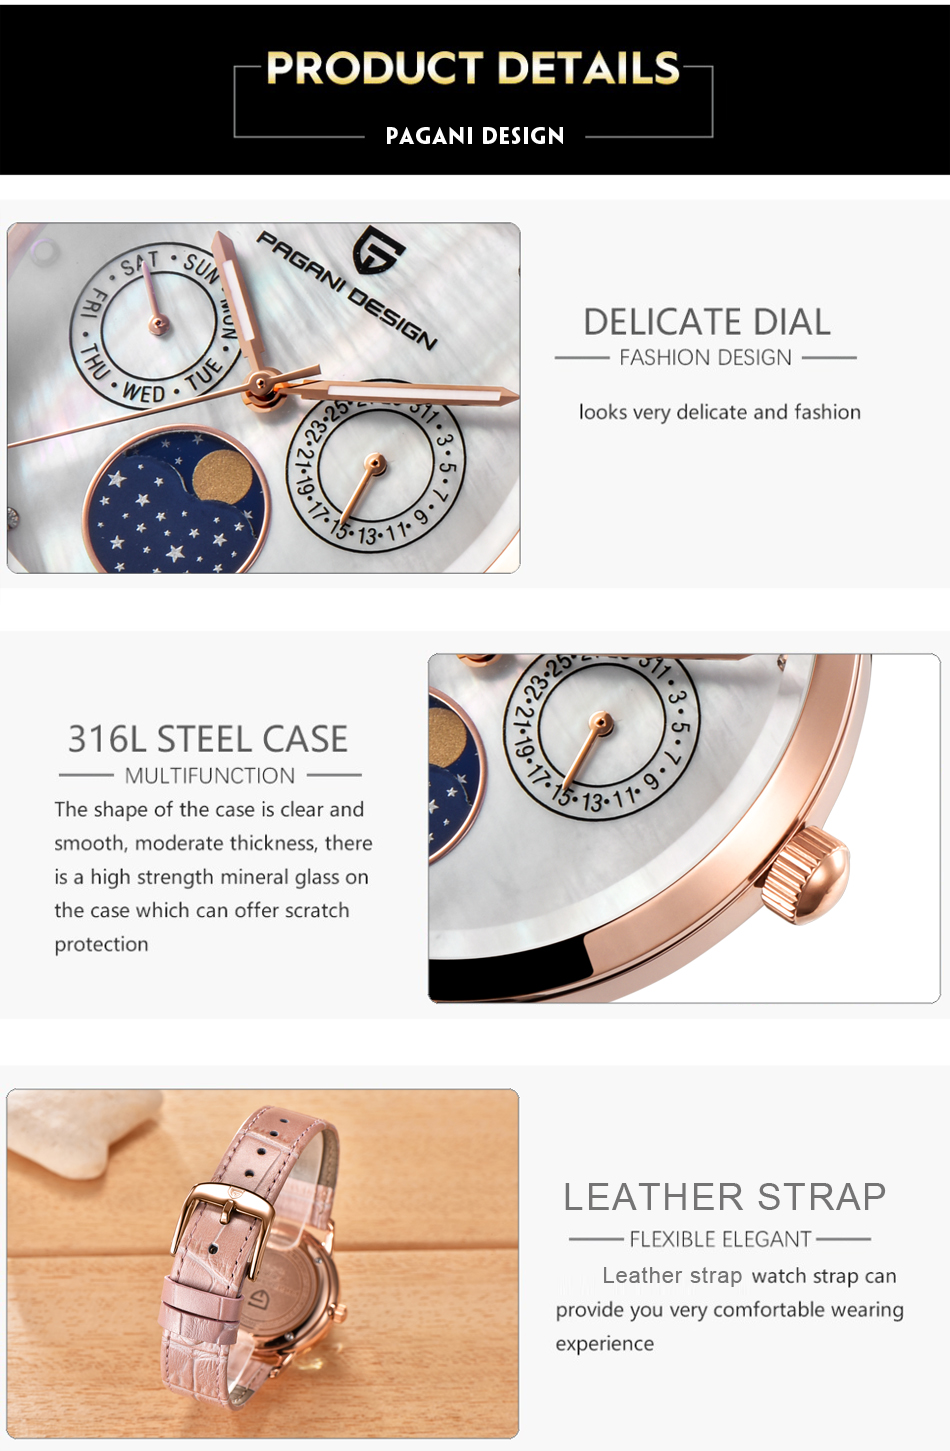 PRODUCT DETAILS
PAGANI DESIGN
PAGANI DESIGN
SAT • SUN • MON • TUE • WED • THU • FRI •
25 311 • 3 • 5 • 7 • 9 • 11 • 13 • 15 • 17 • 19 • 21 • 23 •
DELICATE DIAL
FASHION DESIGN
looks very delicate and fashion
316L STEEL CASE
MULTIFUNCTION
The shape of the case is clear and
smooth, moderate thickness, there
is a high strength mineral glass on
the case which can offer scratch
protection
311 • 3 • 5 • 7 • 9 • 11 • 13 • 15 • 17 • 19 • 21 • 23 • 25 •
LEATHER STRAP
FLEXIBLE ELEGANT
Leather strap watch strap can
provide you very comfortable wearing
experience